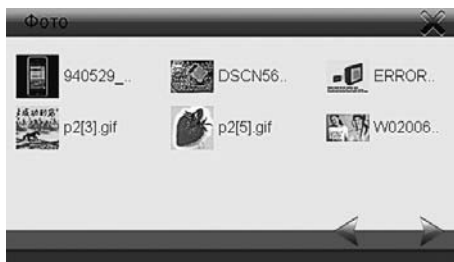 Фото
940529_..
DSCN56..
ERROR..
p2[3].gif
p2[5].gif
W02006..